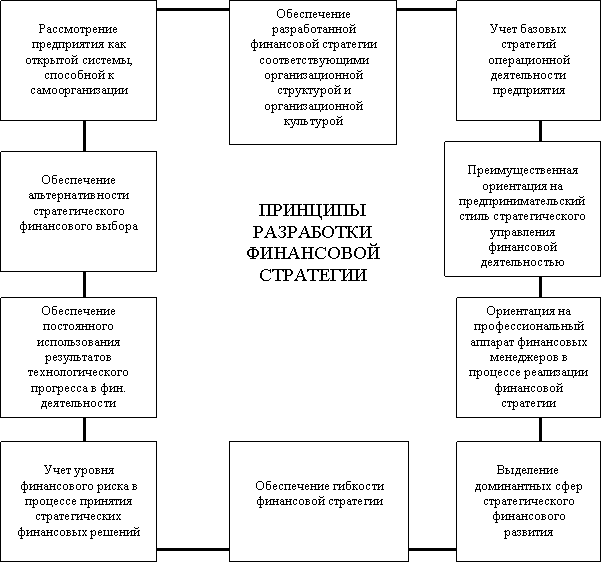 Рассмотрение
предприятия как
открытой системы,
способной к
самоорганизации
Обеспечение
разработанной
финансовой стратегии
соответствующими
организационной
структурой и
организационной
культурой
Учет базовых
стратегий
операционной
деятельности
предприятия
Обеспечение
альтернативности
стратегического
финансового выбора
ПРИНЦИПЫ
РАЗРАБОТКИ
ФИНАНСОВОЙ
СТРАТЕГИИ
Преимущественная
ориентация на
предпринимательский
стиль стратегического
управления
финансовой
деятельностью
Обеспечение
постоянного
использования
результатов
технологического
прогресса в фин.
деятельности
Ориентация на
профессиональный
аппарат финансовых
менеджеров в
процессе реализации
финансовой
стратегии
Учет уровня
финансового риска в
процессе принятия
стратегических
финансовых решений
Обеспечение гибкости
финансовой стратегии
Выделение
доминантных сфер
стратегического
финансового
развития